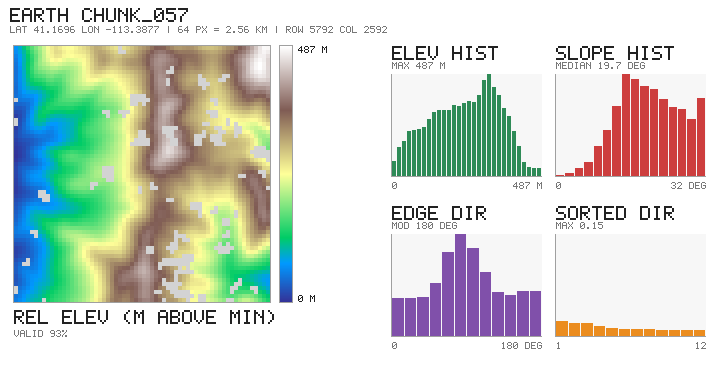 EARTH CHUNK_057
LAT 41.1696 LON -113.3877 | 64 PX = 2.56 KM | ROW 5792 COL 2592
487 M
0 M
REL ELEV (M ABOVE MIN)
VALID 93%
ELEV HIST
MAX 487 M
0 487 M
SLOPE HIST
MEDIAN 19.7 DEG
0 32 DEG
EDGE DIR
MOD 180 DEG
0 180 DEG
SORTED DIR
MAX 0.15
1 12